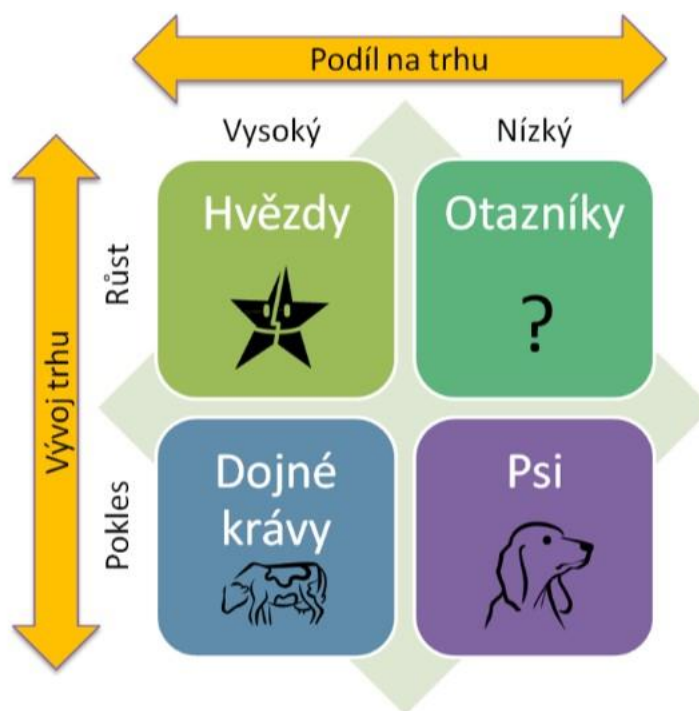 Podíl na trhu
Vysoký
Nízký
Vývoj trhu
Růst
Hvězdy
Otazníky
?
Pokles
Dojné
krávy
Psi